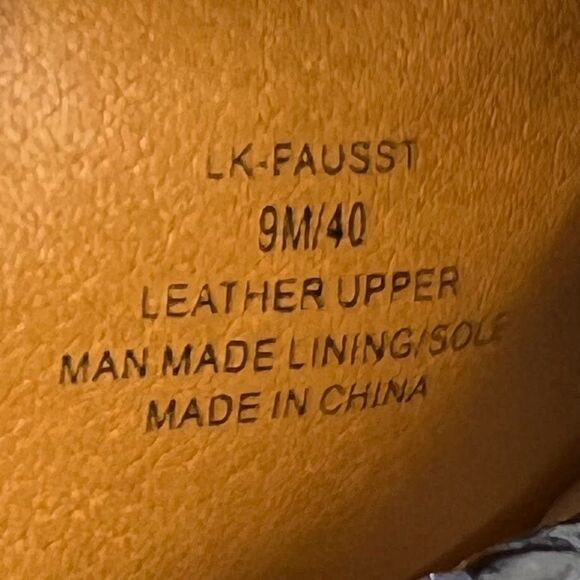 LK-FAUSST
9M/40
LEATHER UPPER
MAN MADE LINING/SOLE
MADE IN CHINA